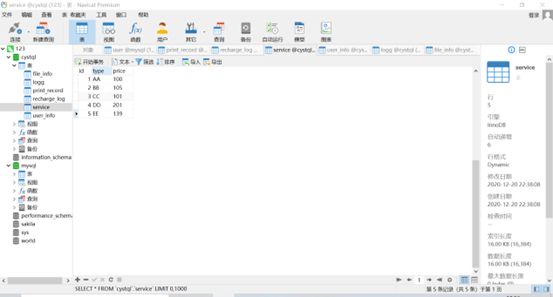 service @cystql (123) - 表 - Navicat Premium
文件 编辑 查看 表 收藏夹 工具 窗口 帮助
登录
连接 新建查询 表 视图 函数 用户 其它 查询 备份 自动运行 模型 图表
对象 user @mysql (1 print_record @... recharge_log ... service @cystql ... user_info @cyst... logg @cystql (1... file_info @cyst...
开始事务 文本 筛选 排序 导入 导出
id type price
1 AA 100
2 BB 105
3 CC 101
4 DD 201
5 EE 139
123
cystql
表
file_info
logg
print_record
recharge_log
service
user_info
视图
函数
查询
备份
information_schema
mysql
表
视图
函数
查询
备份
performance_schema
sakila
sys
world
service
行
5
引擎
InnoDB
自动递增
6
行格式
Dynamic
修改日期
2020-12-20 22:38:08
创建日期
2020-12-20 22:38:08
检查时间
--
索引长度
16.00 KB (16,384)
数据长度
16.00 KB (16,384)
最大数据长度
SELECT * FROM `cystql`.`service` LIMIT 0,1000
第 5 条记录 (共 5 条) 于第 1 页